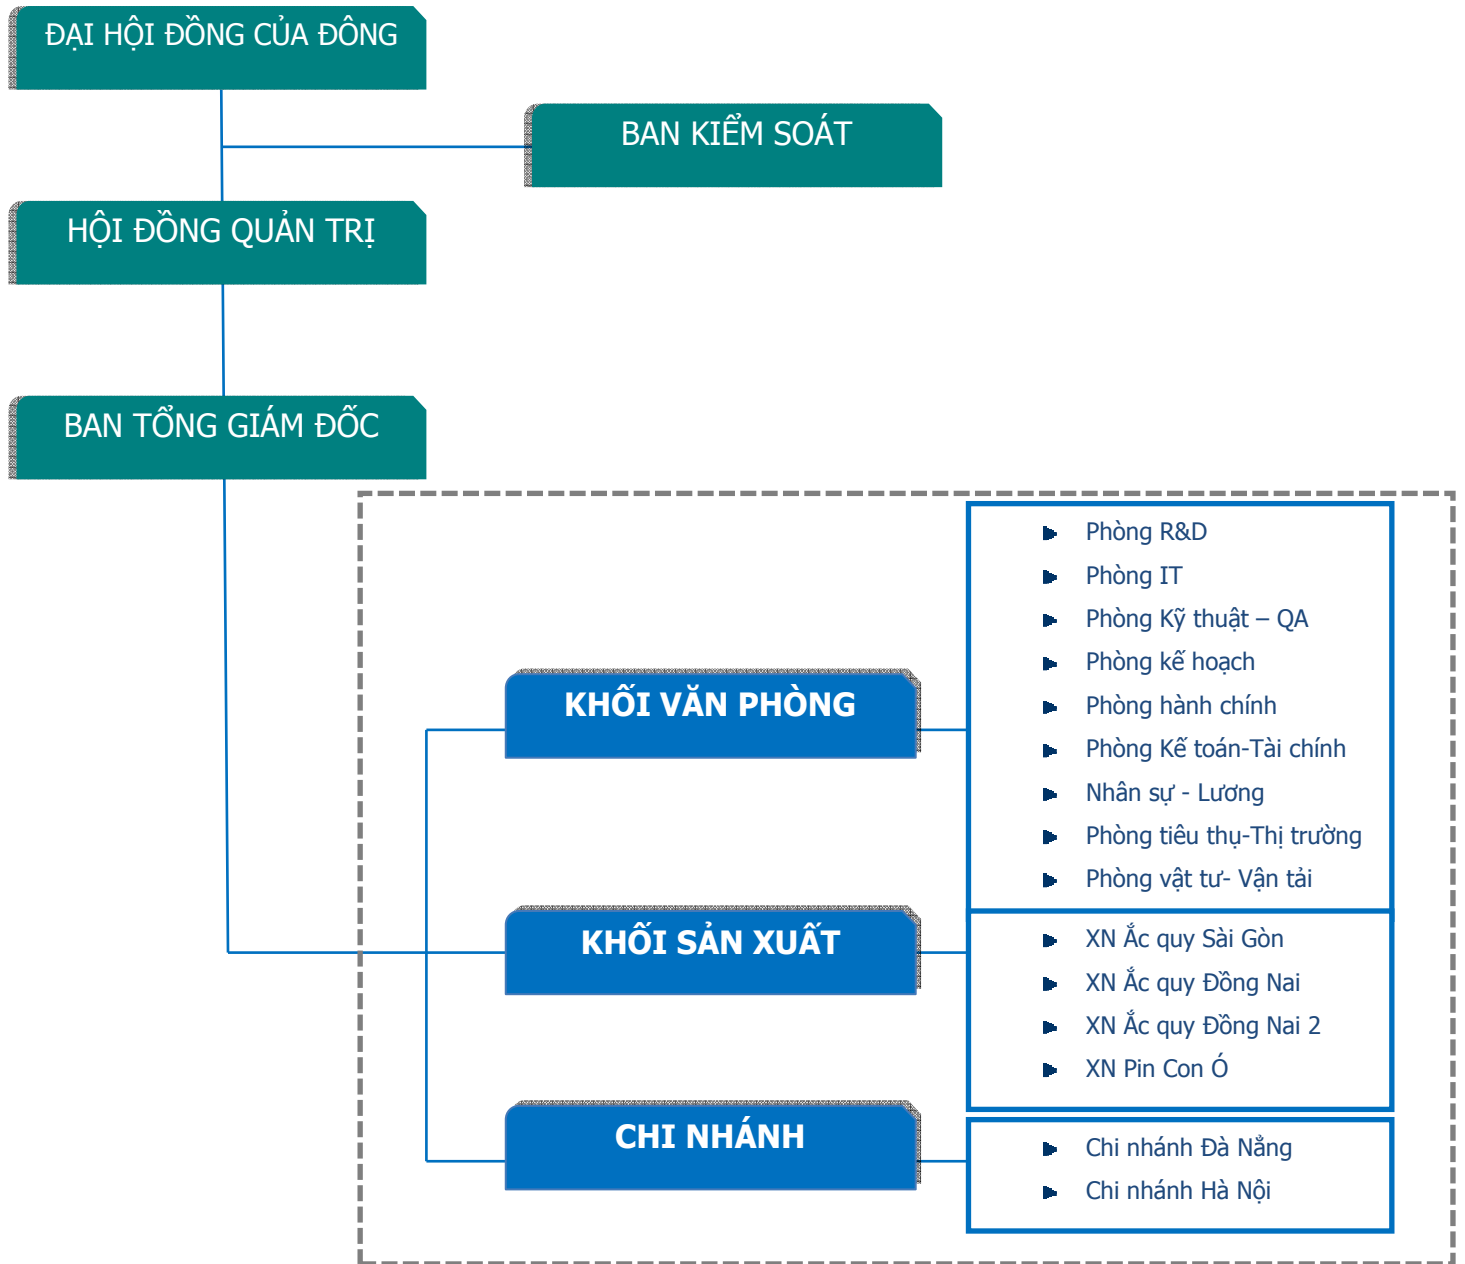 ĐẠI HỘI ĐỒNG CỦA ĐÔNG
BAN KIỂM SOÁT
HỘI ĐỒNG QUẢN TRỊ
BAN TỔNG GIÁM ĐỐC
KHỐI VĂN PHÒNG
Phòng R&D
Phòng IT
Phòng Kỹ thuật – QA
Phòng kế hoạch
Phòng hành chính
Phòng Kế toán-Tài chính
Nhân sự - Lương
Phòng tiêu thụ-Thị trường
Phòng vật tư- Vận tải
KHỐI SẢN XUẤT
XN Ắc quy Sài Gòn
XN Ắc quy Đồng Nai
XN Ắc quy Đồng Nai 2
XN Pin Con Ó
CHI NHÁNH
Chi nhánh Đà Nẳng
Chi nhánh Hà Nội